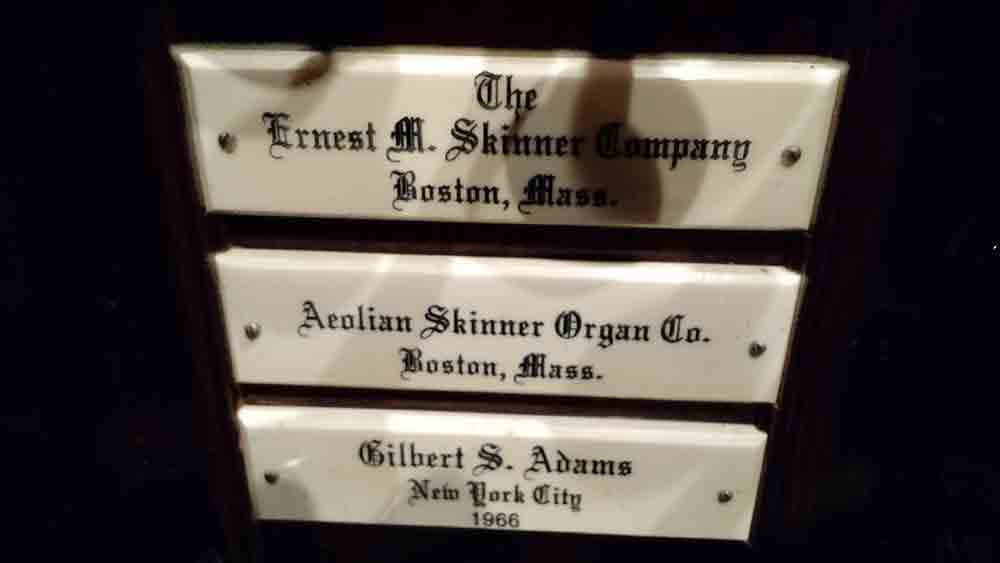 The
Ernest M. Skinner Company
Boston, Mass.
Aeolian Skinner Organ Co.
Boston, Mass.
Gilbert S. Adams
New York City
1966